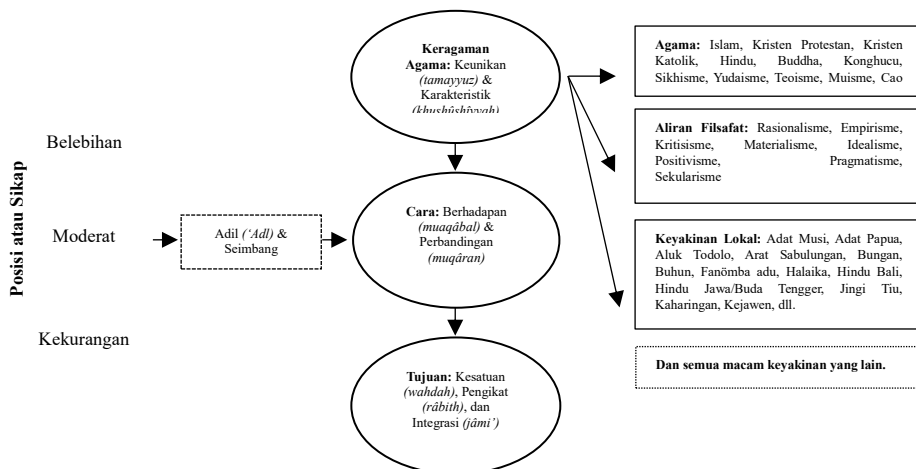 Posisi atau Sikap
Belebihan
Moderat
Kekurangan
Adil (‘Adl) &
Seimbang
Keragaman
Agama: Keunikan
(tamayyuz) &
Karakteristik
(khushûshiyyah)
Cara: Berhadapan
(muaqâbal) &
Perbandingan
(muqâran)
Tujuan: Kesatuan
(wahdah), Pengikat
(râbith), dan
Integrasi (jâmi’)
Agama: Islam, Kristen Protestan, Kristen
Katolik, Hindu, Buddha, Konghucu,
Sikhisme, Yudaisme, Teoisme, Muisme, Cao
Aliran Filsafat: Rasionalisme, Empirisme,
Kritisisme, Materialisme, Idealisme,
Positivisme, Pragmatisme,
Sekularisme
Keyakinan Lokal: Adat Musi, Adat Papua,
Aluk Todolo, Arat Sabulungan, Bungan,
Buhun, Fanömba adu, Halaika, Hindu Bali,
Hindu Jawa/Buda Tengger, Jingi Tiu,
Kaharingan, Kejawen, dll.
Dan semua macam keyakinan yang lain.